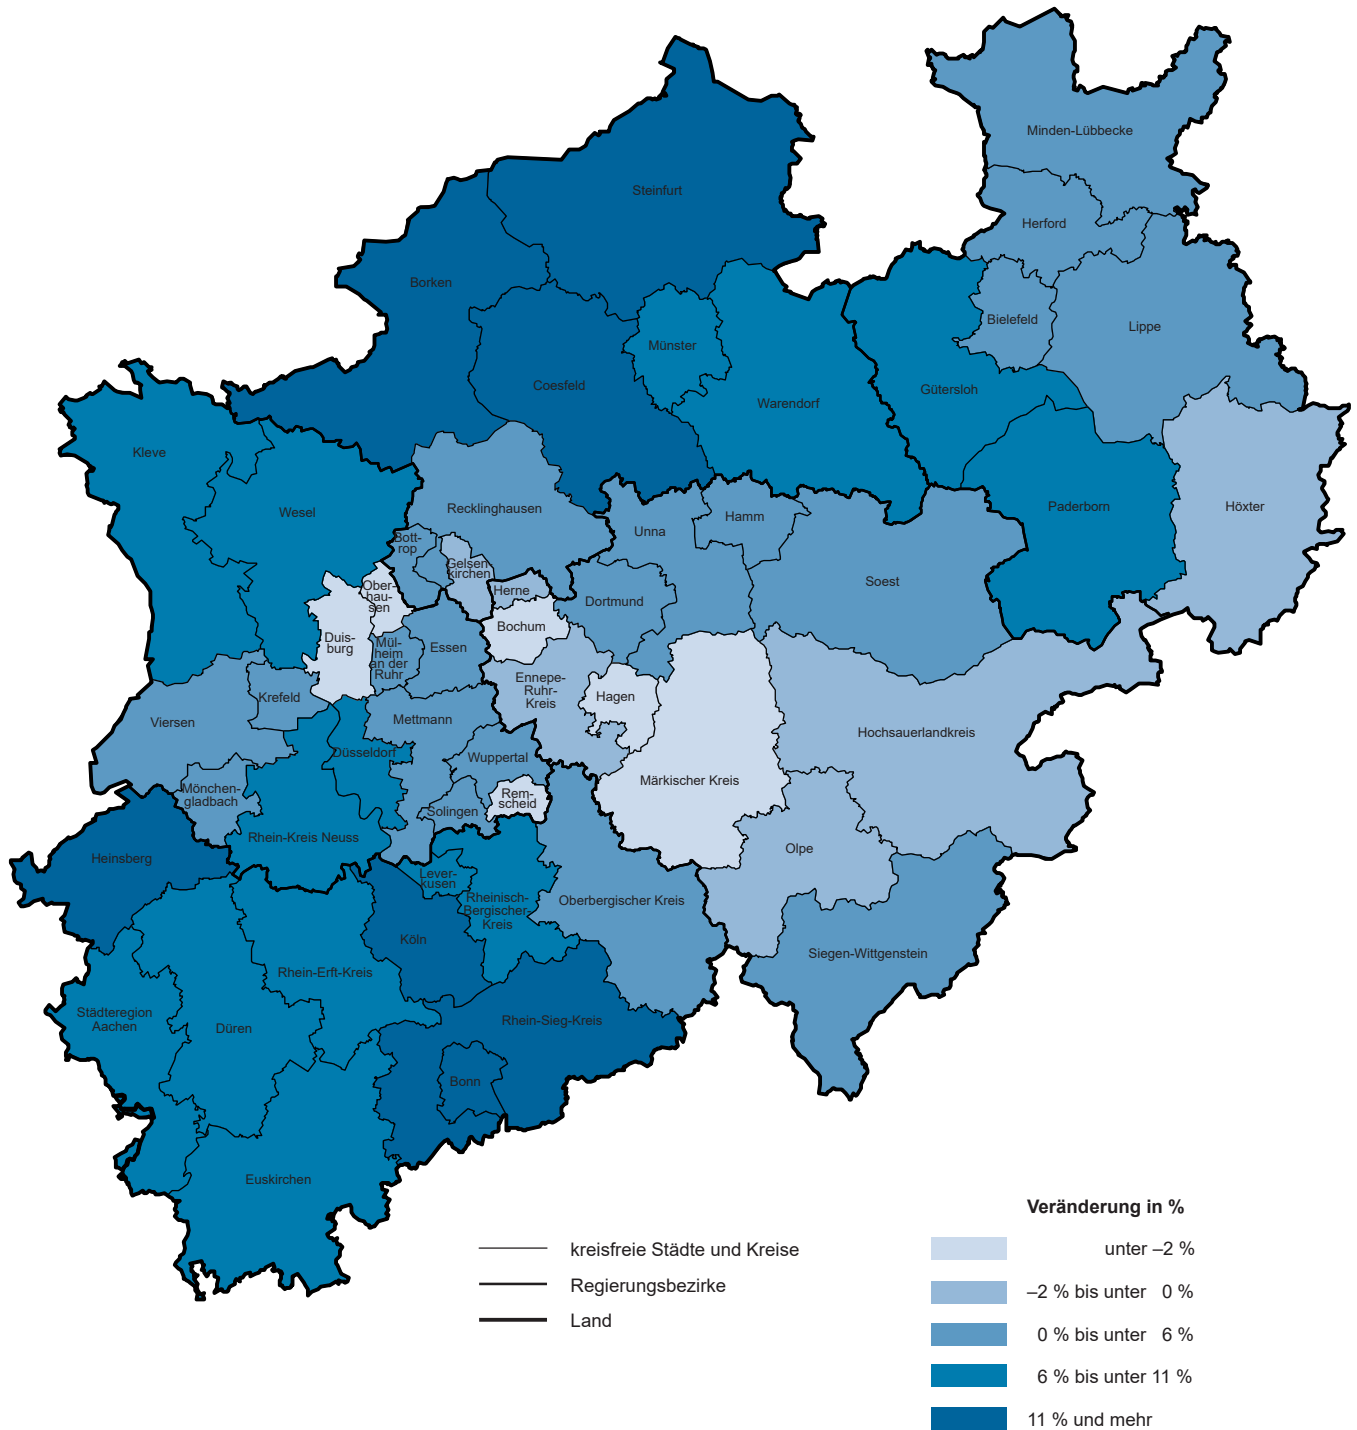 Minden-Lübbecke
Steinfurt
Herford
Borken
Bielefeld
Lippe
Münster
Coesfeld
Gütersloh
Warendorf
Kleve
Wesel
Recklinghausen
Paderborn
Höxter
Hamm
Unna
Bott-
rop
Gelsen
kirchen
Soest
Ober-
hau-
sen
Herne
Dortmund
Bochum
Duis-
burg
Mül-
heim
an der
Ruhr
Essen
Ennepe-
Ruhr-
Kreis
Hagen
Krefeld
Viersen
Mettmann
Hochsauerlandkreis
Düsseldorf
Wuppertal
Märkischer Kreis
Mönchen-
gladbach
Rem-
scheid
Solingen
Rhein-Kreis Neuss
Olpe
Heinsberg
Lever-
kusen
Rheinisch-
Bergischer-
Kreis
Oberbergischer Kreis
Köln
Siegen-Wittgenstein
Rhein-Erft-Kreis
Städteregion
Aachen
Düren
Rhein-Sieg-Kreis
Bonn
Euskirchen
kreisfreie Städte und Kreise
Regierungsbezirke
Land
Veränderung in %
unter –2 %
–2 % bis unter 0 %
0 % bis unter 6 %
6 % bis unter 11 %
11 % und mehr